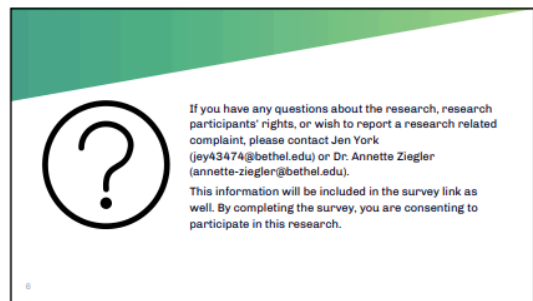 If you have any questions about the research, research
participants' rights, or wish to report a research related
complaint, please contact Jen York
(jey43474@bethel.edu) or Dr. Annette Ziegler
(annette-ziegler@bethel.edu).
This information will be included in the survey link as
well. By completing the survey, you are consenting to
participate in this research.
6